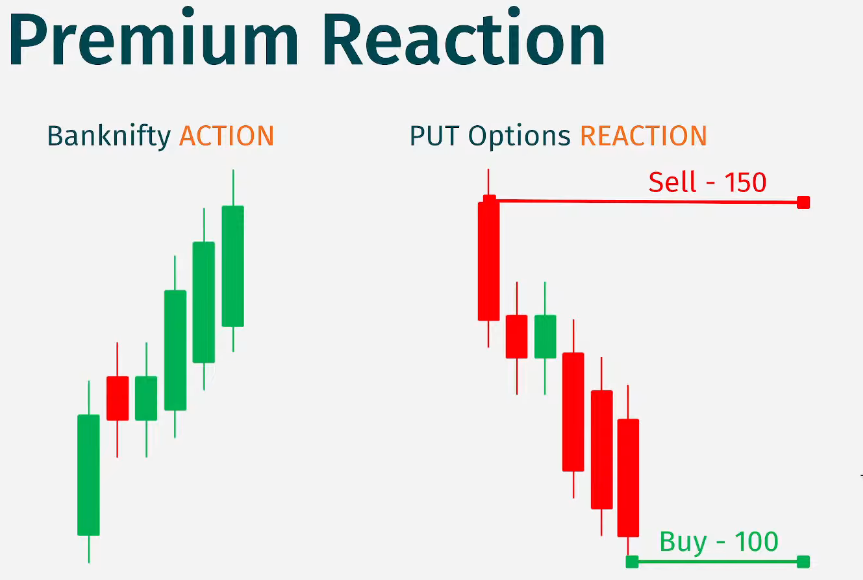 Premium Reaction
Banknifty ACTION
PUT Options REACTION
Sell - 150
Buy - 100